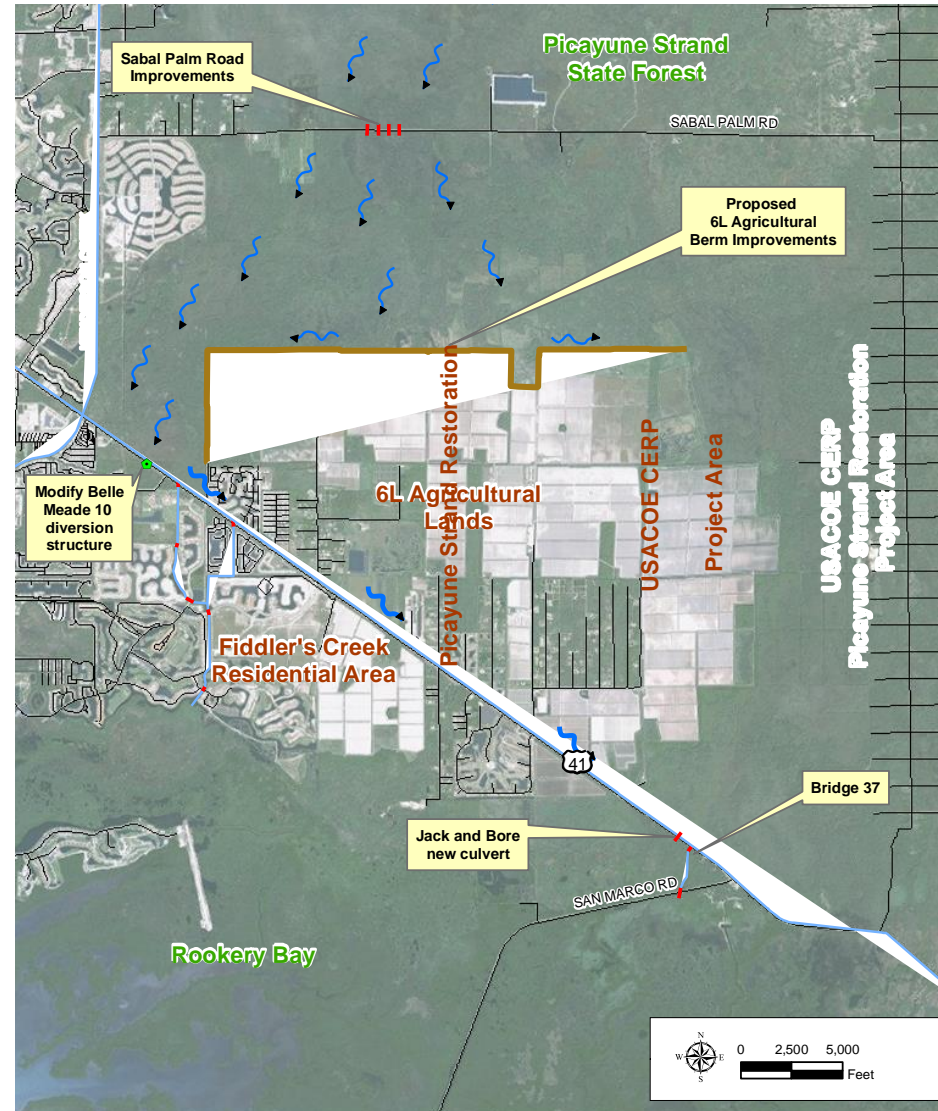 Sabal Palm Road
Improvements
Picayune Strand
State Forest
SABAL PALM RD
Proposed
6L Agricultural
Berm Improvements
Picayune Strand Restoration
USACOE CERP
Project Area
USACOE CERP
Picayune Strand Restoration
Project Area
6L Agricultural
Lands
Modify Belle
Meade 10
diversion
structure
Fiddler's Creek
Residential Area
41
Bridge 37
Jack and Bore
new culvert
SAN MARCO RD
Rookery Bay
N
W
E
S
0 2,500 5,000
Feet